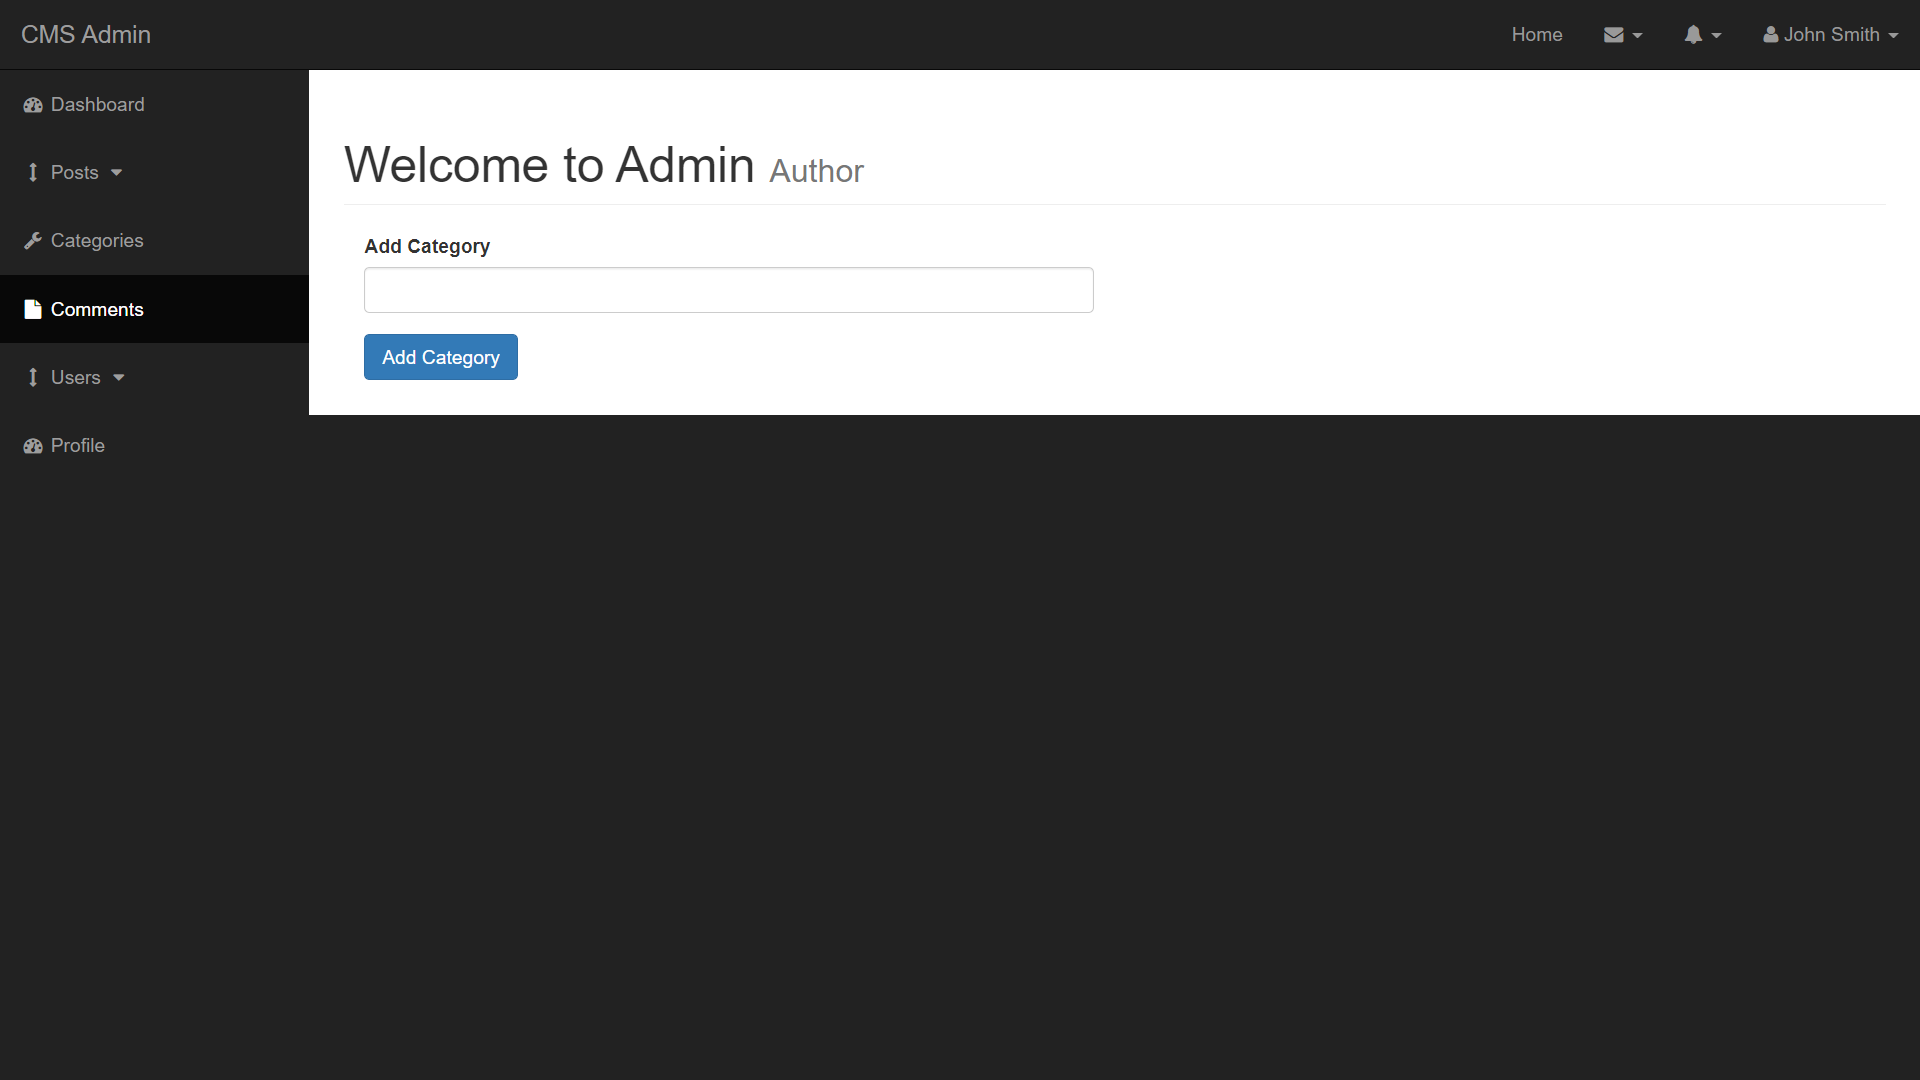 CMS Admin
Home
John Smith
Dashboard
Posts
Categories
Comments
Users
Profile
Welcome to Admin Author
Add Category
Add Category